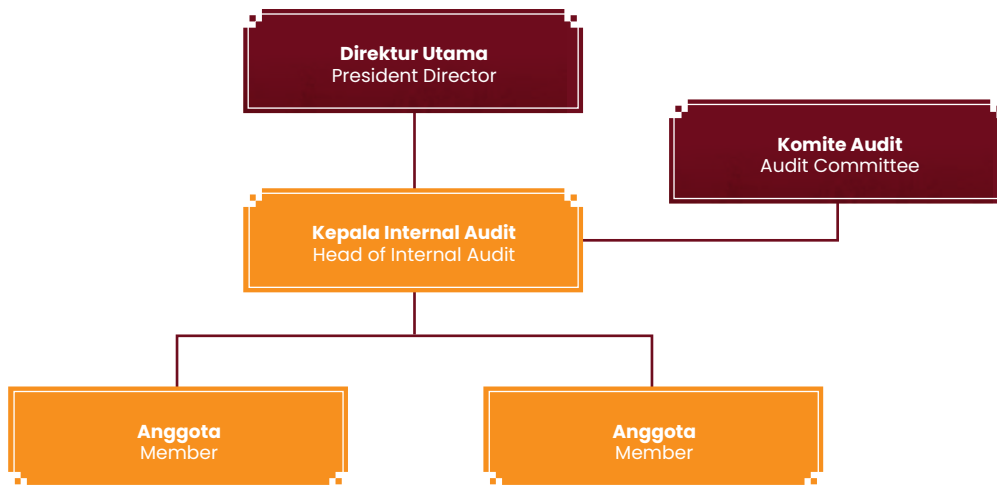 Direktur Utama
President Director
Komite Audit
Audit Committee
Kepala Internal Audit
Head of Internal Audit
Anggota
Member
Anggota
Member